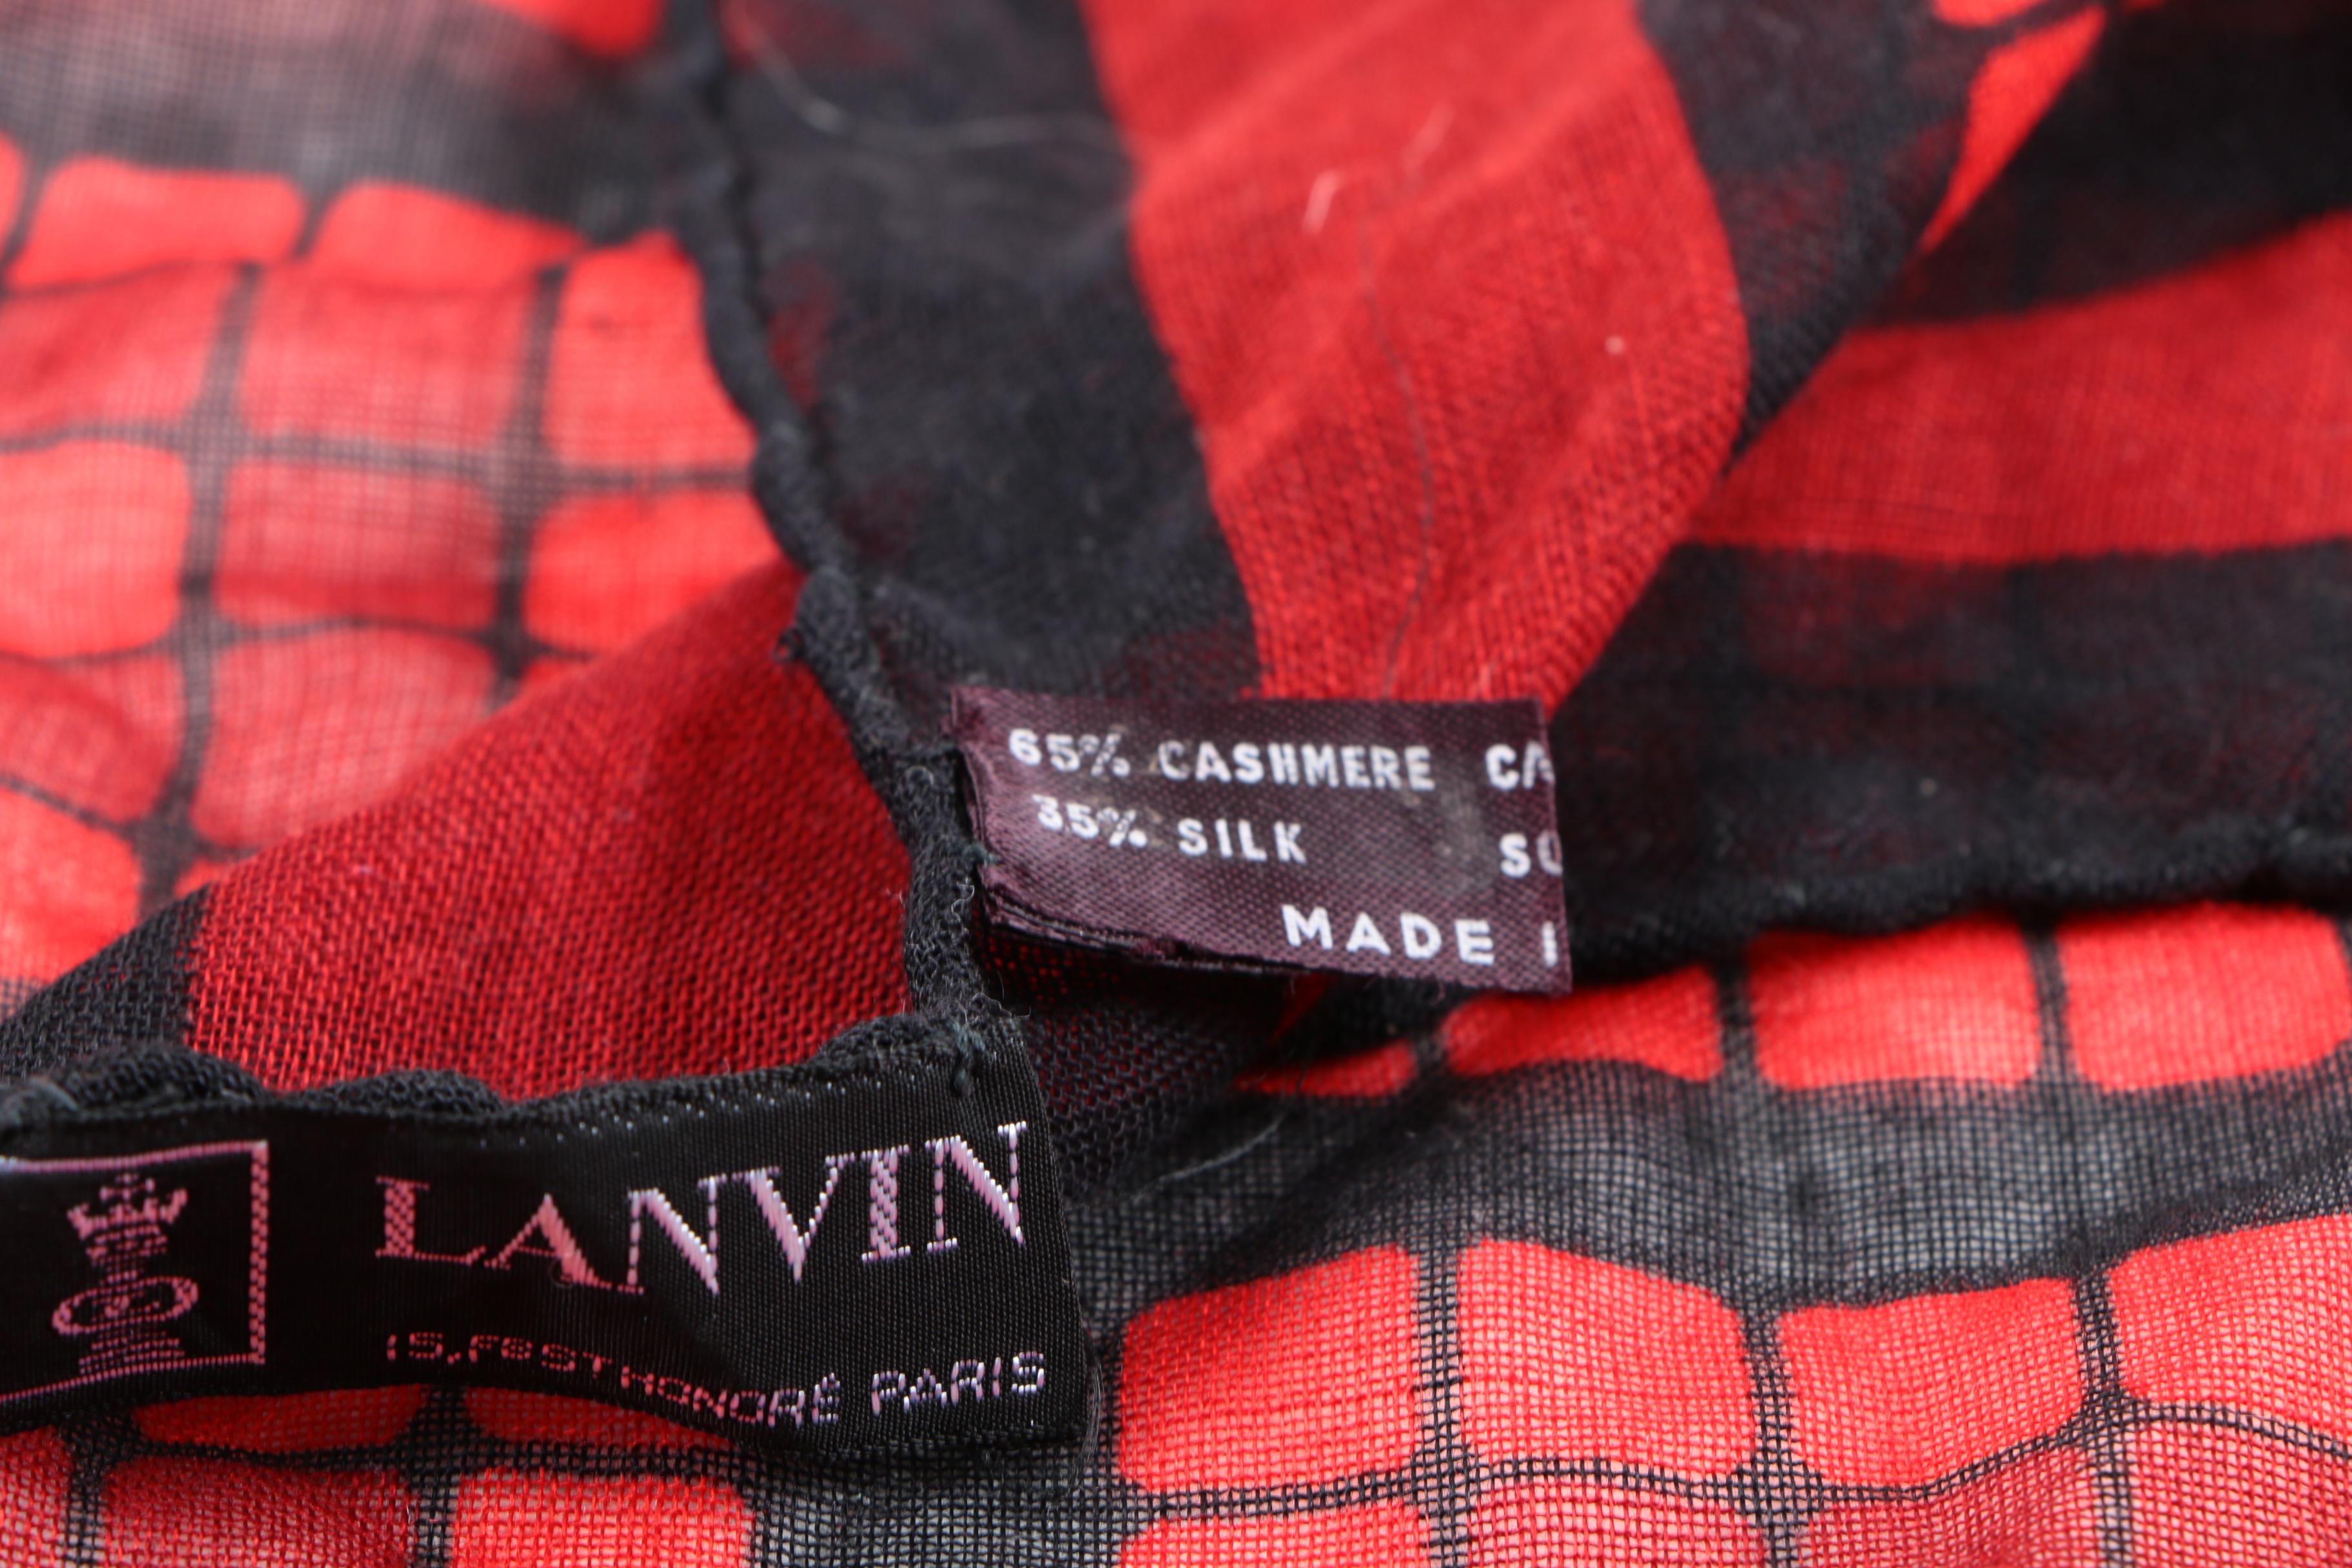 65% CASHMERE CA
35% SILK SO
MADE I
LANVIN
15, FBG ST HONORÉ PARIS